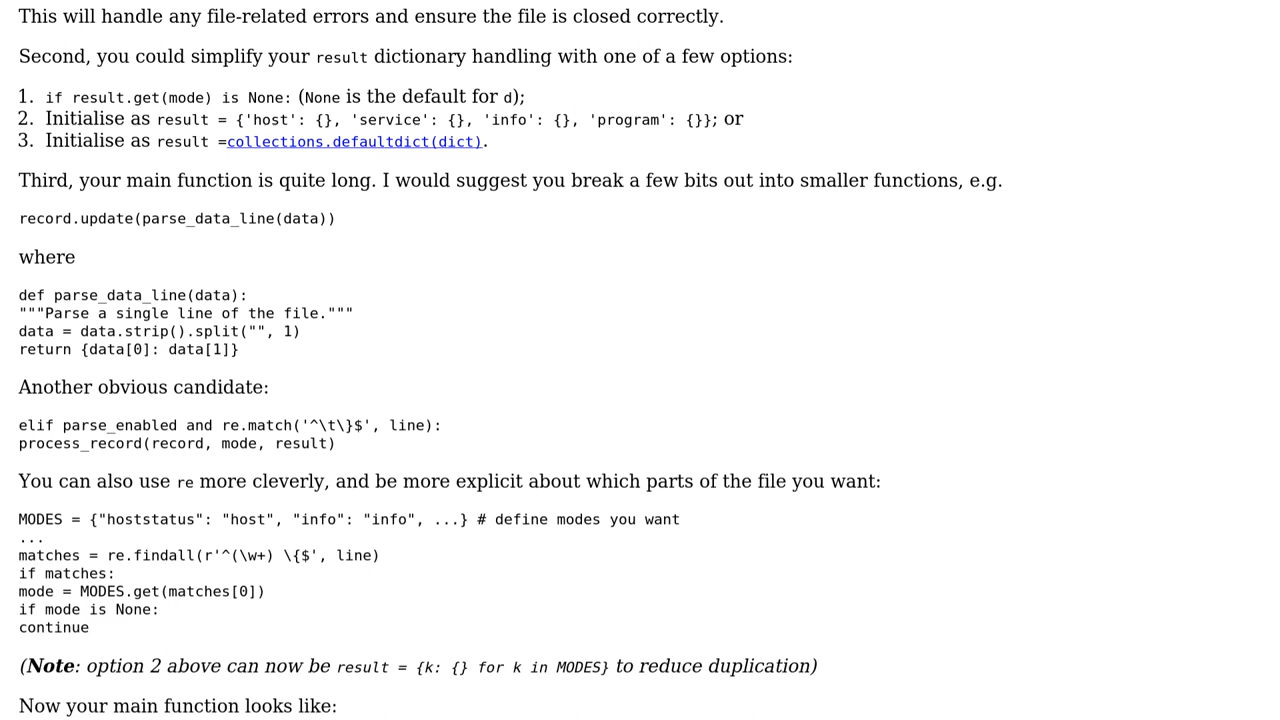 This will handle any file-related errors and ensure the file is closed correctly.
Second, you could simplify your result dictionary handling with one of a few options:
1. if result.get(mode) is None: (None is the default for d);
2. Initialise as result = {'host': {}, 'service': {}, 'info': {}, 'program': {}}; or
3. Initialise as result =collections.defaultdict(dict).
Third, your main function is quite long. I would suggest you break a few bits out into smaller functions, e.g.
record.update(parse_data_line(data))
where
def parse_data_line(data):
"""Parse a single line of the file."""
data = data.strip().split("", 1)
return {data[0]: data[1]}
Another obvious candidate:
elif parse_enabled and re.match('^\t\}$', line):
process_record(record, mode, result)
You can also use re more cleverly, and be more explicit about which parts of the file you want:
MODES = {"hoststatus": "host", "info": "info", ...} # define modes you want
...
matches = re.findall(r'^(\w+) \{$', line)
if matches:
mode = MODES.get(matches[0])
if mode is None:
continue
(Note: option 2 above can now be result = {k: {} for k in MODES} to reduce duplication)
Now your main function looks like: